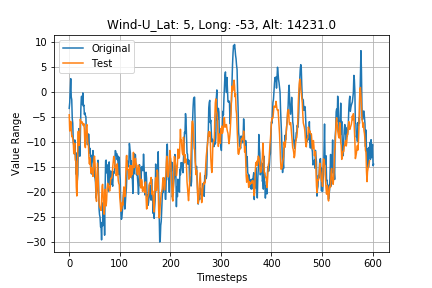 Wind-U_Lat: 5, Long: -53, Alt: 14231.0
Original
Test
Value Range
10
5
0
−5
−10
−15
−20
−25
−30
0 100 200 300 400 500 600
Timesteps